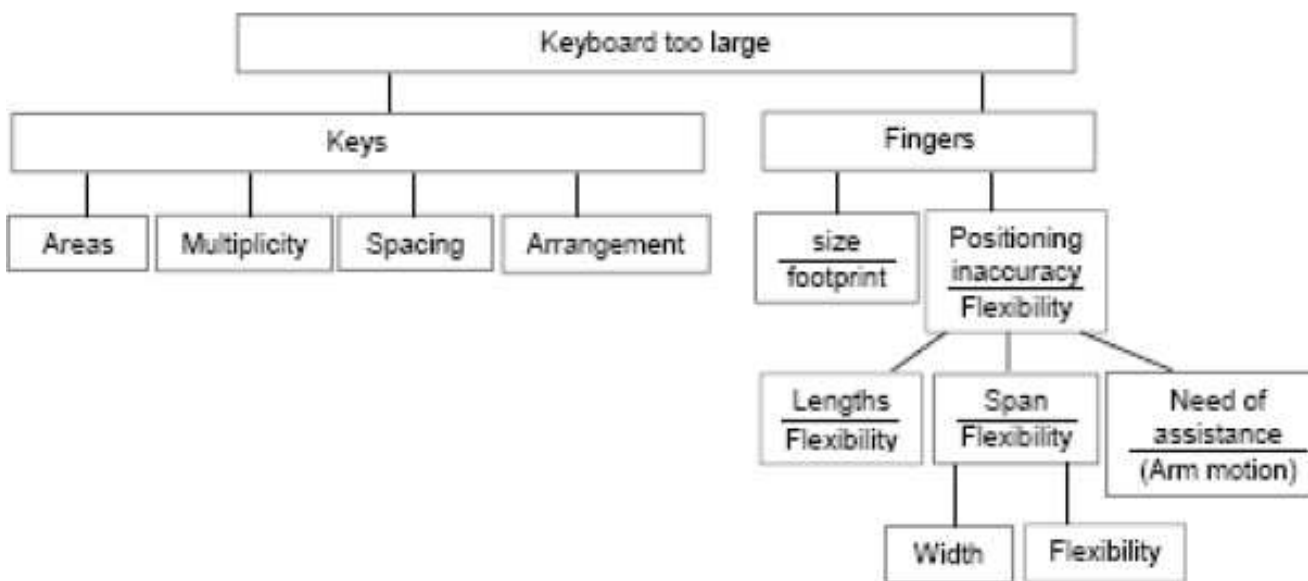 Keyboard too large
Keys
Fingers
Areas
Multiplicity
Spacing
Arrangement
size
footprint
Positioning
inaccuracy
Flexibility
Lengths
Flexibility
Span
Flexibility
Need of
assistance
(Arm motion)
Width
Flexibility